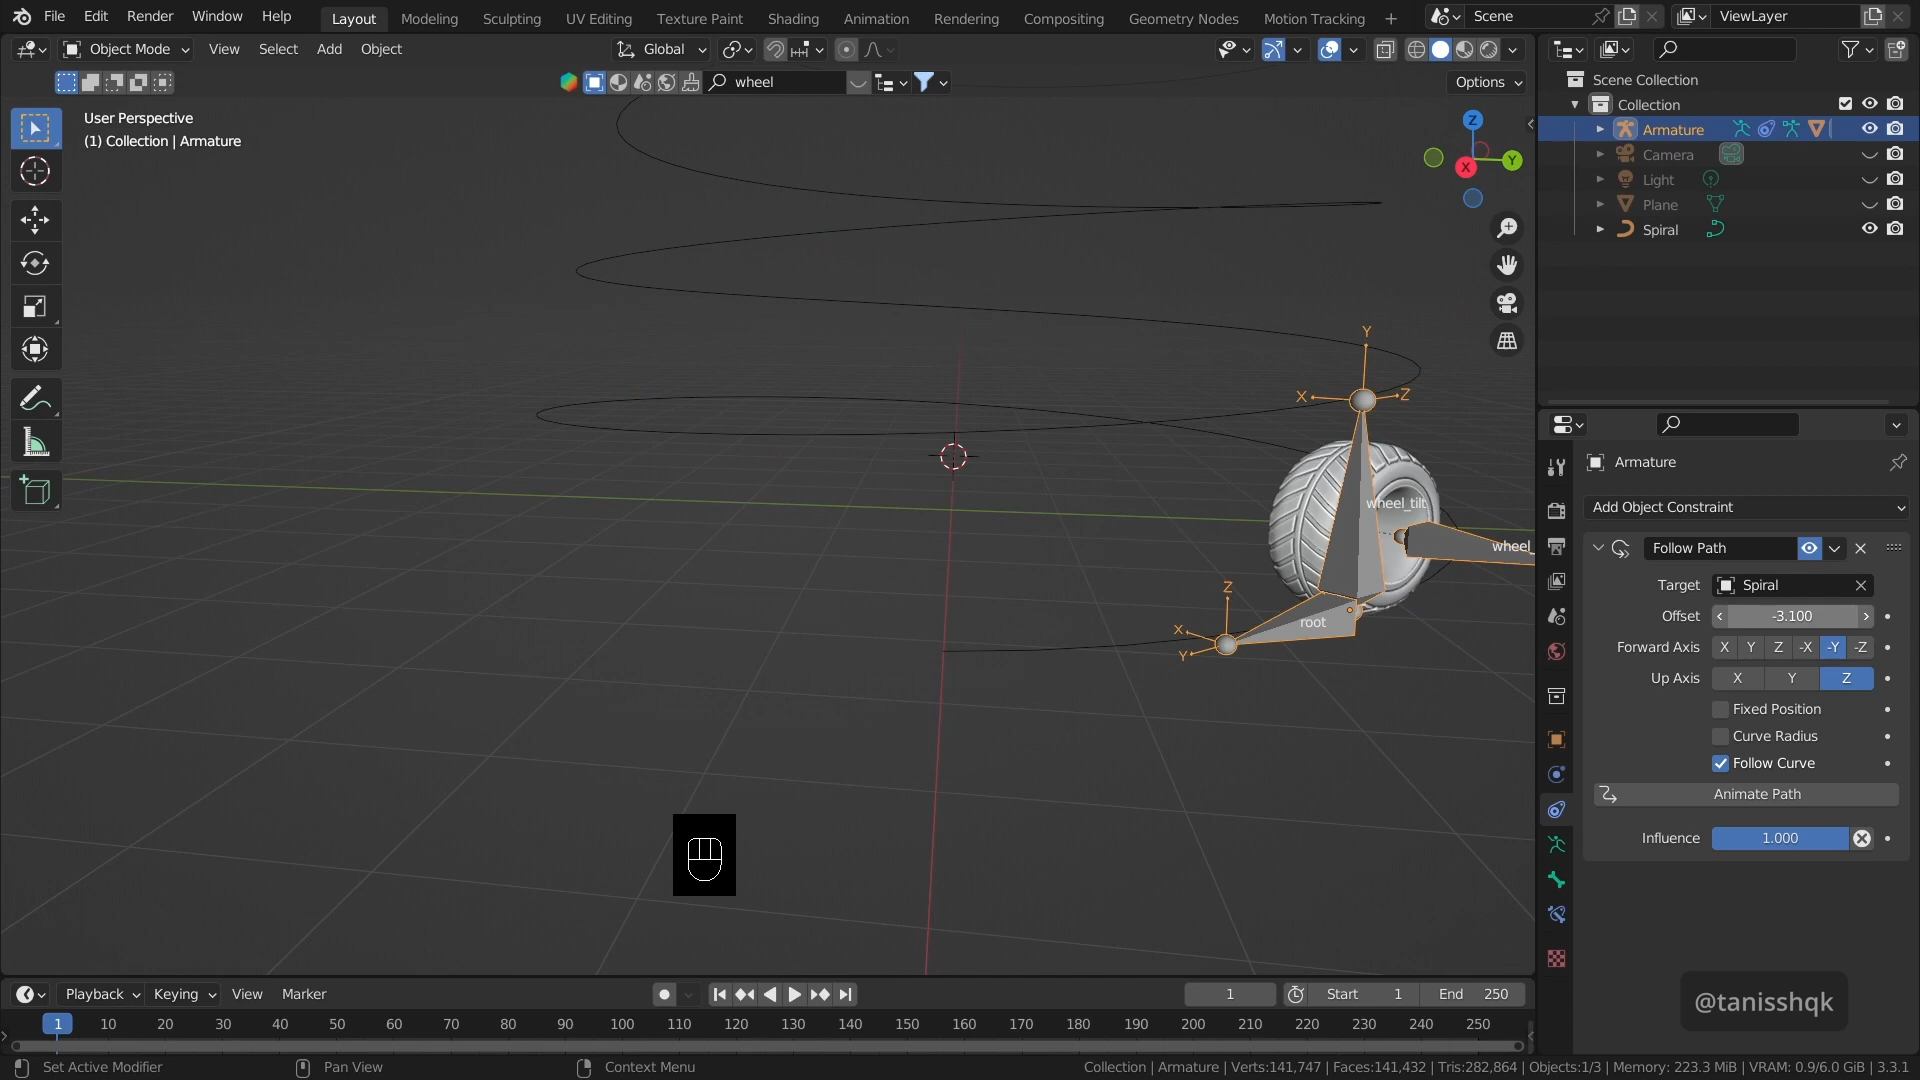 File Edit Render Window Help Layout Modeling Sculpting UV Editing Texture Paint Shading Animation Rendering Compositing Geometry Nodes Motion Tracking + Scene ViewLayer
Object Mode View Select Add Object Global
wheel Options
User Perspective
(1) Collection | Armature
Z
Y
X
Scene Collection
Collection
Armature
Camera
Light
Plane
Spiral
Y
X Z
wheel_tilt
wheel
Z
X
Y
root
Armature
Add Object Constraint
Follow Path
Target Spiral
Offset -3.100
Forward Axis X Y Z -X -Y -Z
Up Axis X Y Z
Fixed Position
Curve Radius
Follow Curve
Animate Path
Influence 1.000
@tanisshqk
Playback Keying View Marker 1 Start 1 End 250
1 10 20 30 40 50 60 70 80 90 100 110 120 130 140 150 160 170 180 190 200 210 220 230 240 250
Set Active Modifier Pan View Context Menu Collection | Armature | Verts:141,747 | Faces:141,432 | Tris:282,864 | Objects:1/3 | Memory: 223.3 MiB | VRAM: 0.9/6.0 GiB | 3.3.1